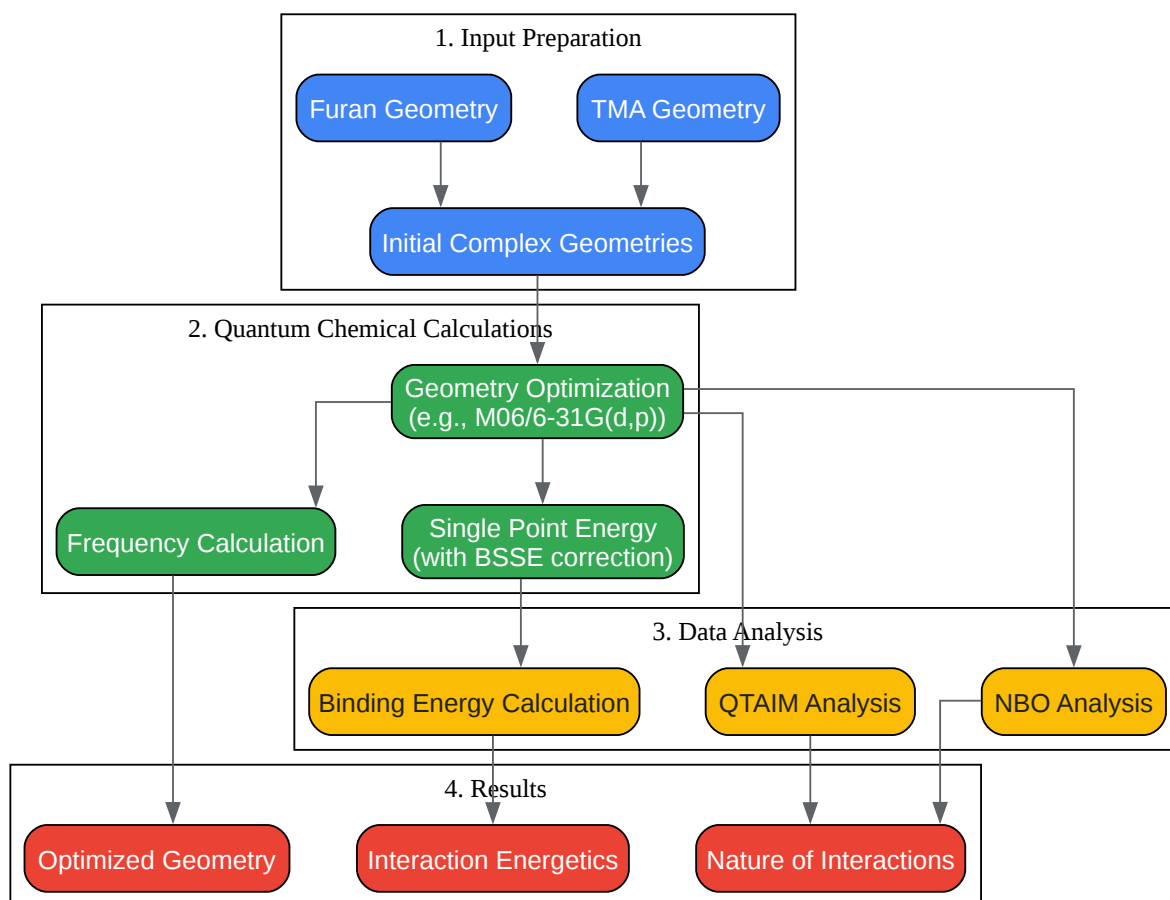 1. Input Preparation
Furan Geometry
TMA Geometry
Initial Complex Geometries
2. Quantum Chemical Calculations
Geometry Optimization
(e.g., M06/6-31G(d,p))
Frequency Calculation
Single Point Energy
(with BSSE correction)
3. Data Analysis
Binding Energy Calculation
QTAIM Analysis
NBO Analysis
4. Results
Optimized Geometry
Interaction Energetics
Nature of Interactions